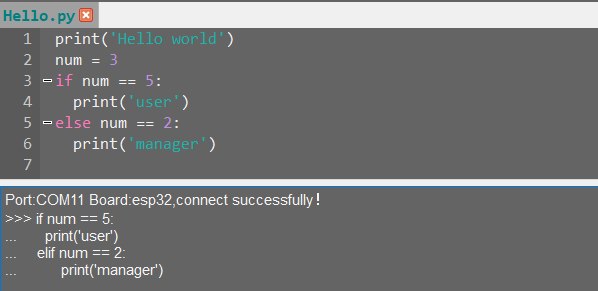 Hello.py
1 print('Hello world')
2 num = 3
3 if num == 5:
4   print('user')
5 else num == 2:
6   print('manager')
7
Port:COM11 Board:esp32,connect successfully!
>>> if num == 5:
...     print('user')
...   elif num == 2:
...       print('manager')